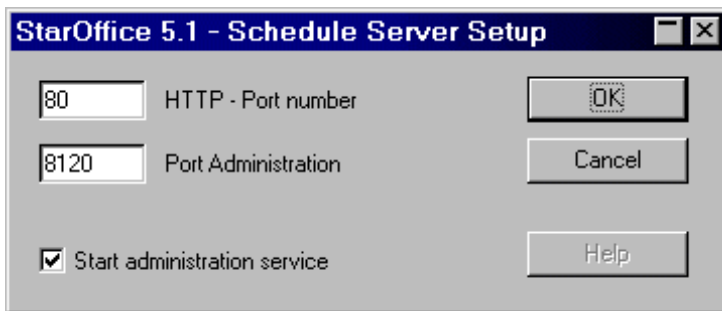 StarOffice 5.1 - Schedule Server Setup
80 HTTP - Port number OK
8120 Port Administration Cancel
Start administration service Help